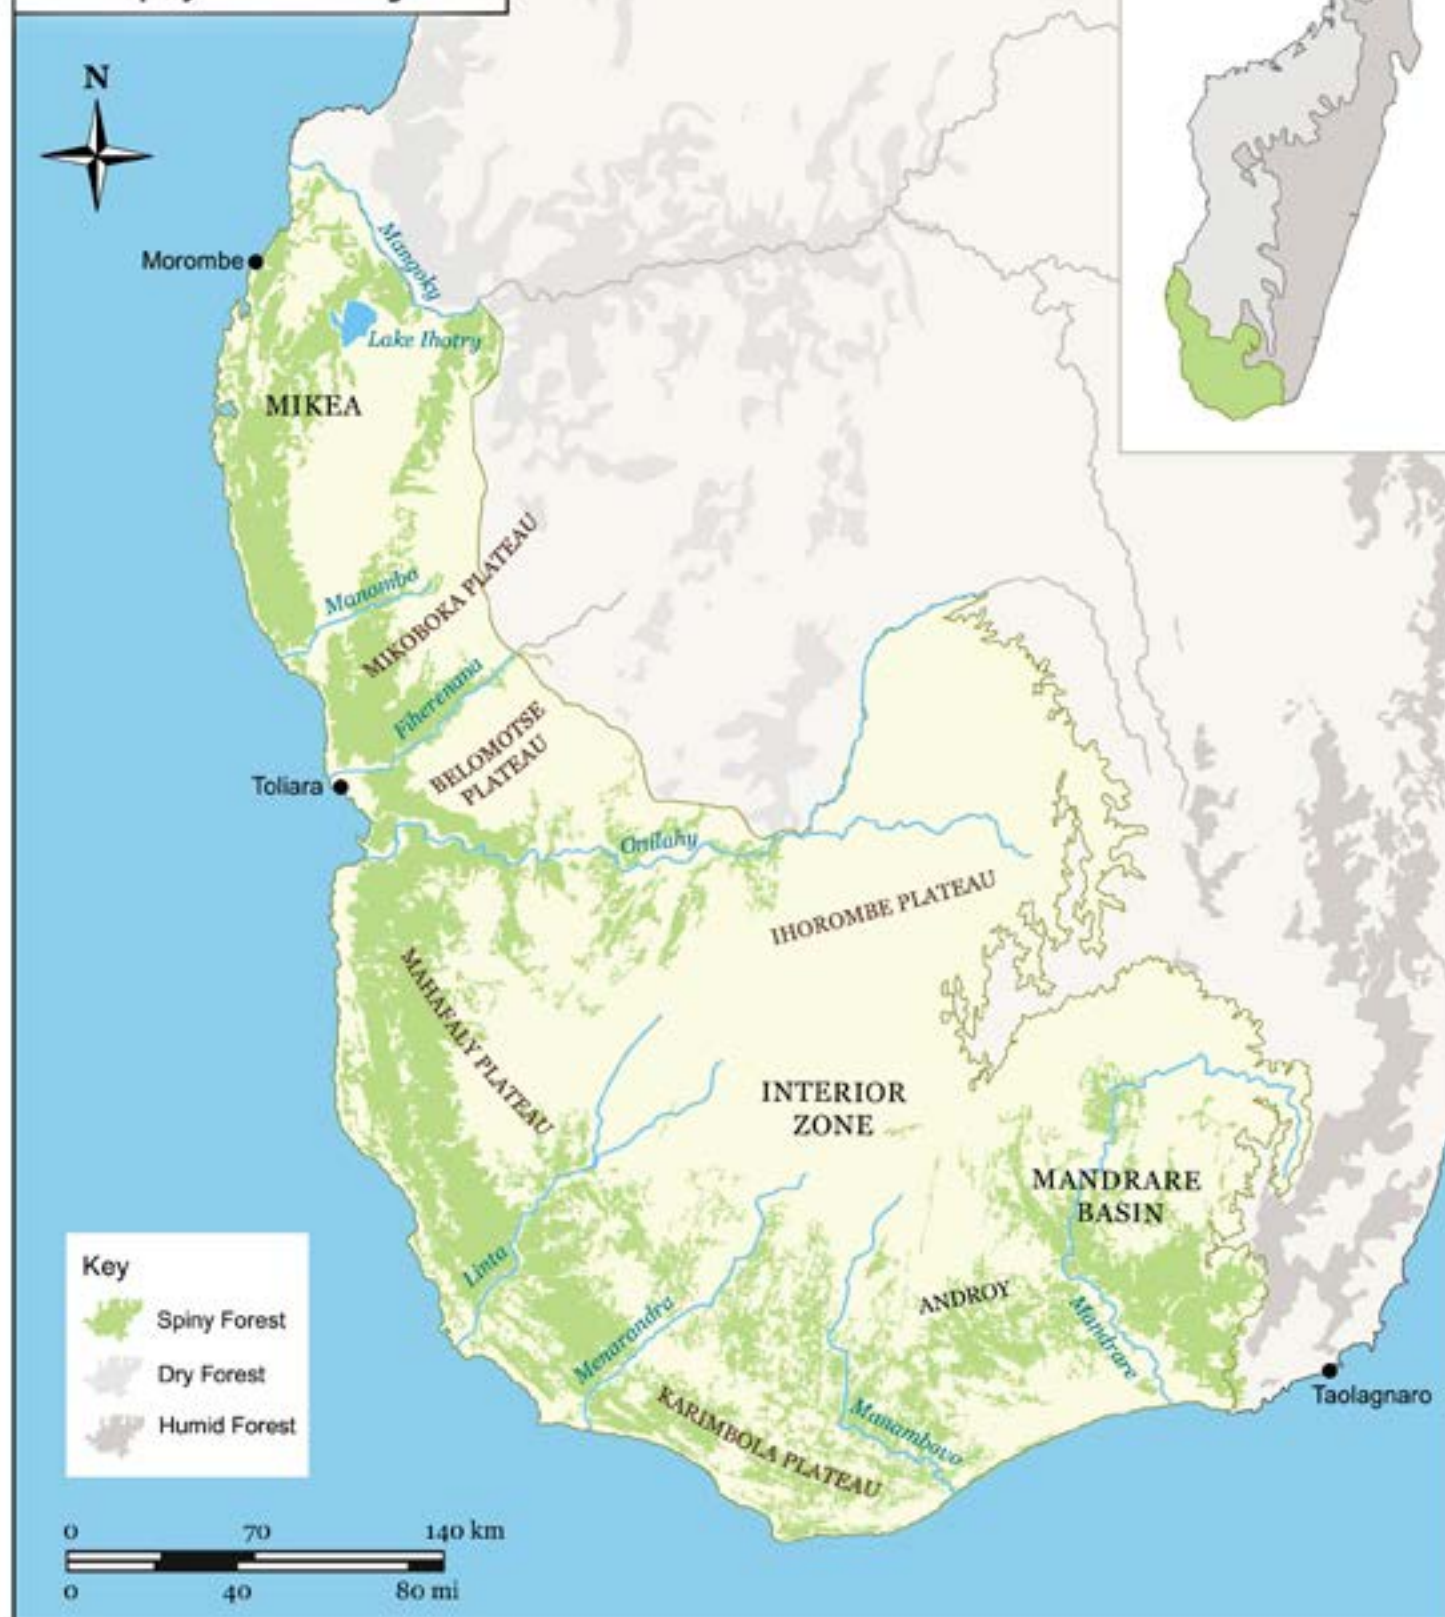 N
Morombe
Mangoky
Lake Ihotry
MIKEA
Manamba
MIKOBOKA PLATEAU
Fiherenana
BELOMOTSE
PLATEAU
Toliara
Onilahy
IHOROMBE PLATEAU
MAHAFALY PLATEAU
INTERIOR
ZONE
MANDRARE
BASIN
Linta
Menarandra
ANDROY
Mandrare
KARIMBOLA PLATEAU
Manambovo
Taolagnaro
Key
Spiny Forest
Dry Forest
Humid Forest
0 70 140 km
0 40 80 mi